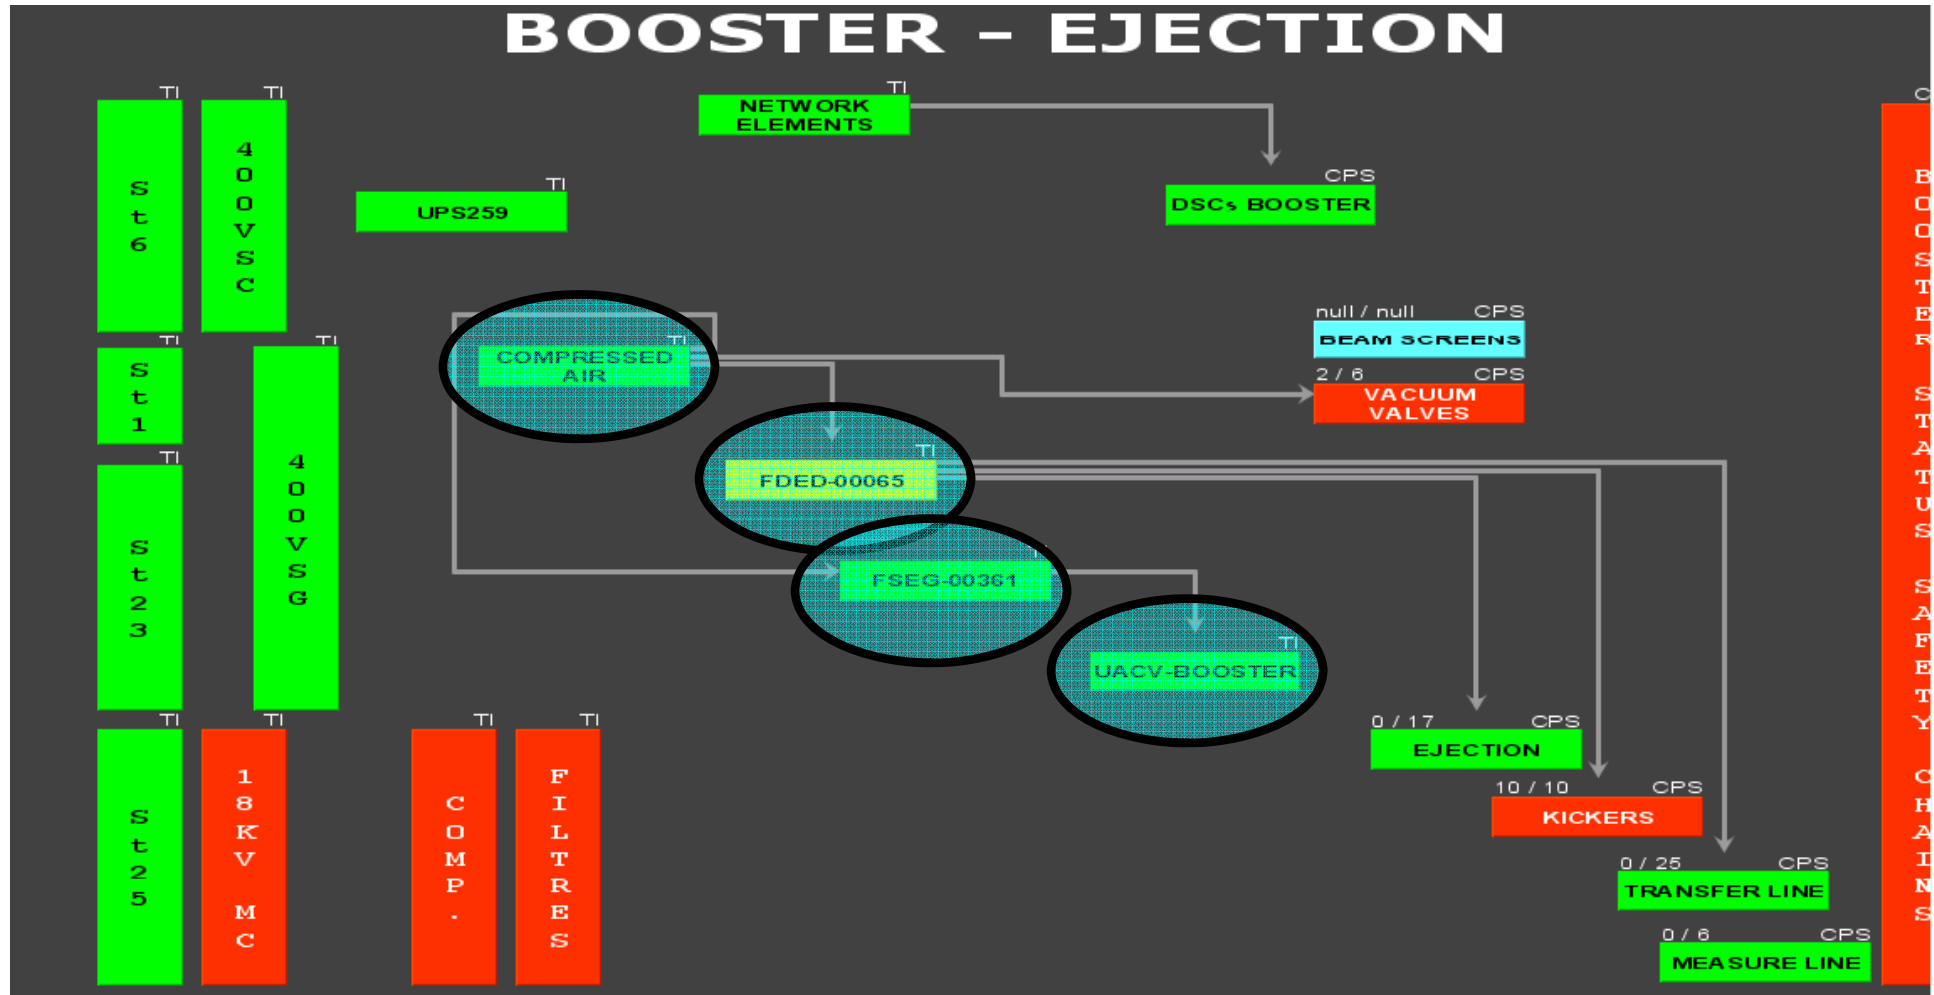 BOOSTER - EJECTION
TI
St6
TI
400VSC
TI
NETWORK
ELEMENTS
CPS
DSCs BOOSTER
TI
UPS259
TI
St1
TI
400VSG
TI
COMPRESSED
AIR
null / null CPS
BEAM SCREENS
2 / 6 CPS
VACUUM
VALVES
TI
FDED-00065
TI
St23
TI
FSEG-00361
TI
UACV-BOOSTER
TI
St25
TI
18KV MC
TI
COMP.
TI
FILTRES
0 / 17 CPS
EJECTION
10 / 10 CPS
KICKERS
0 / 25 CPS
TRANSFER LINE
0 / 6 CPS
MEASURE LINE
C
BOOSTER STATUS SAFETY CHAINS